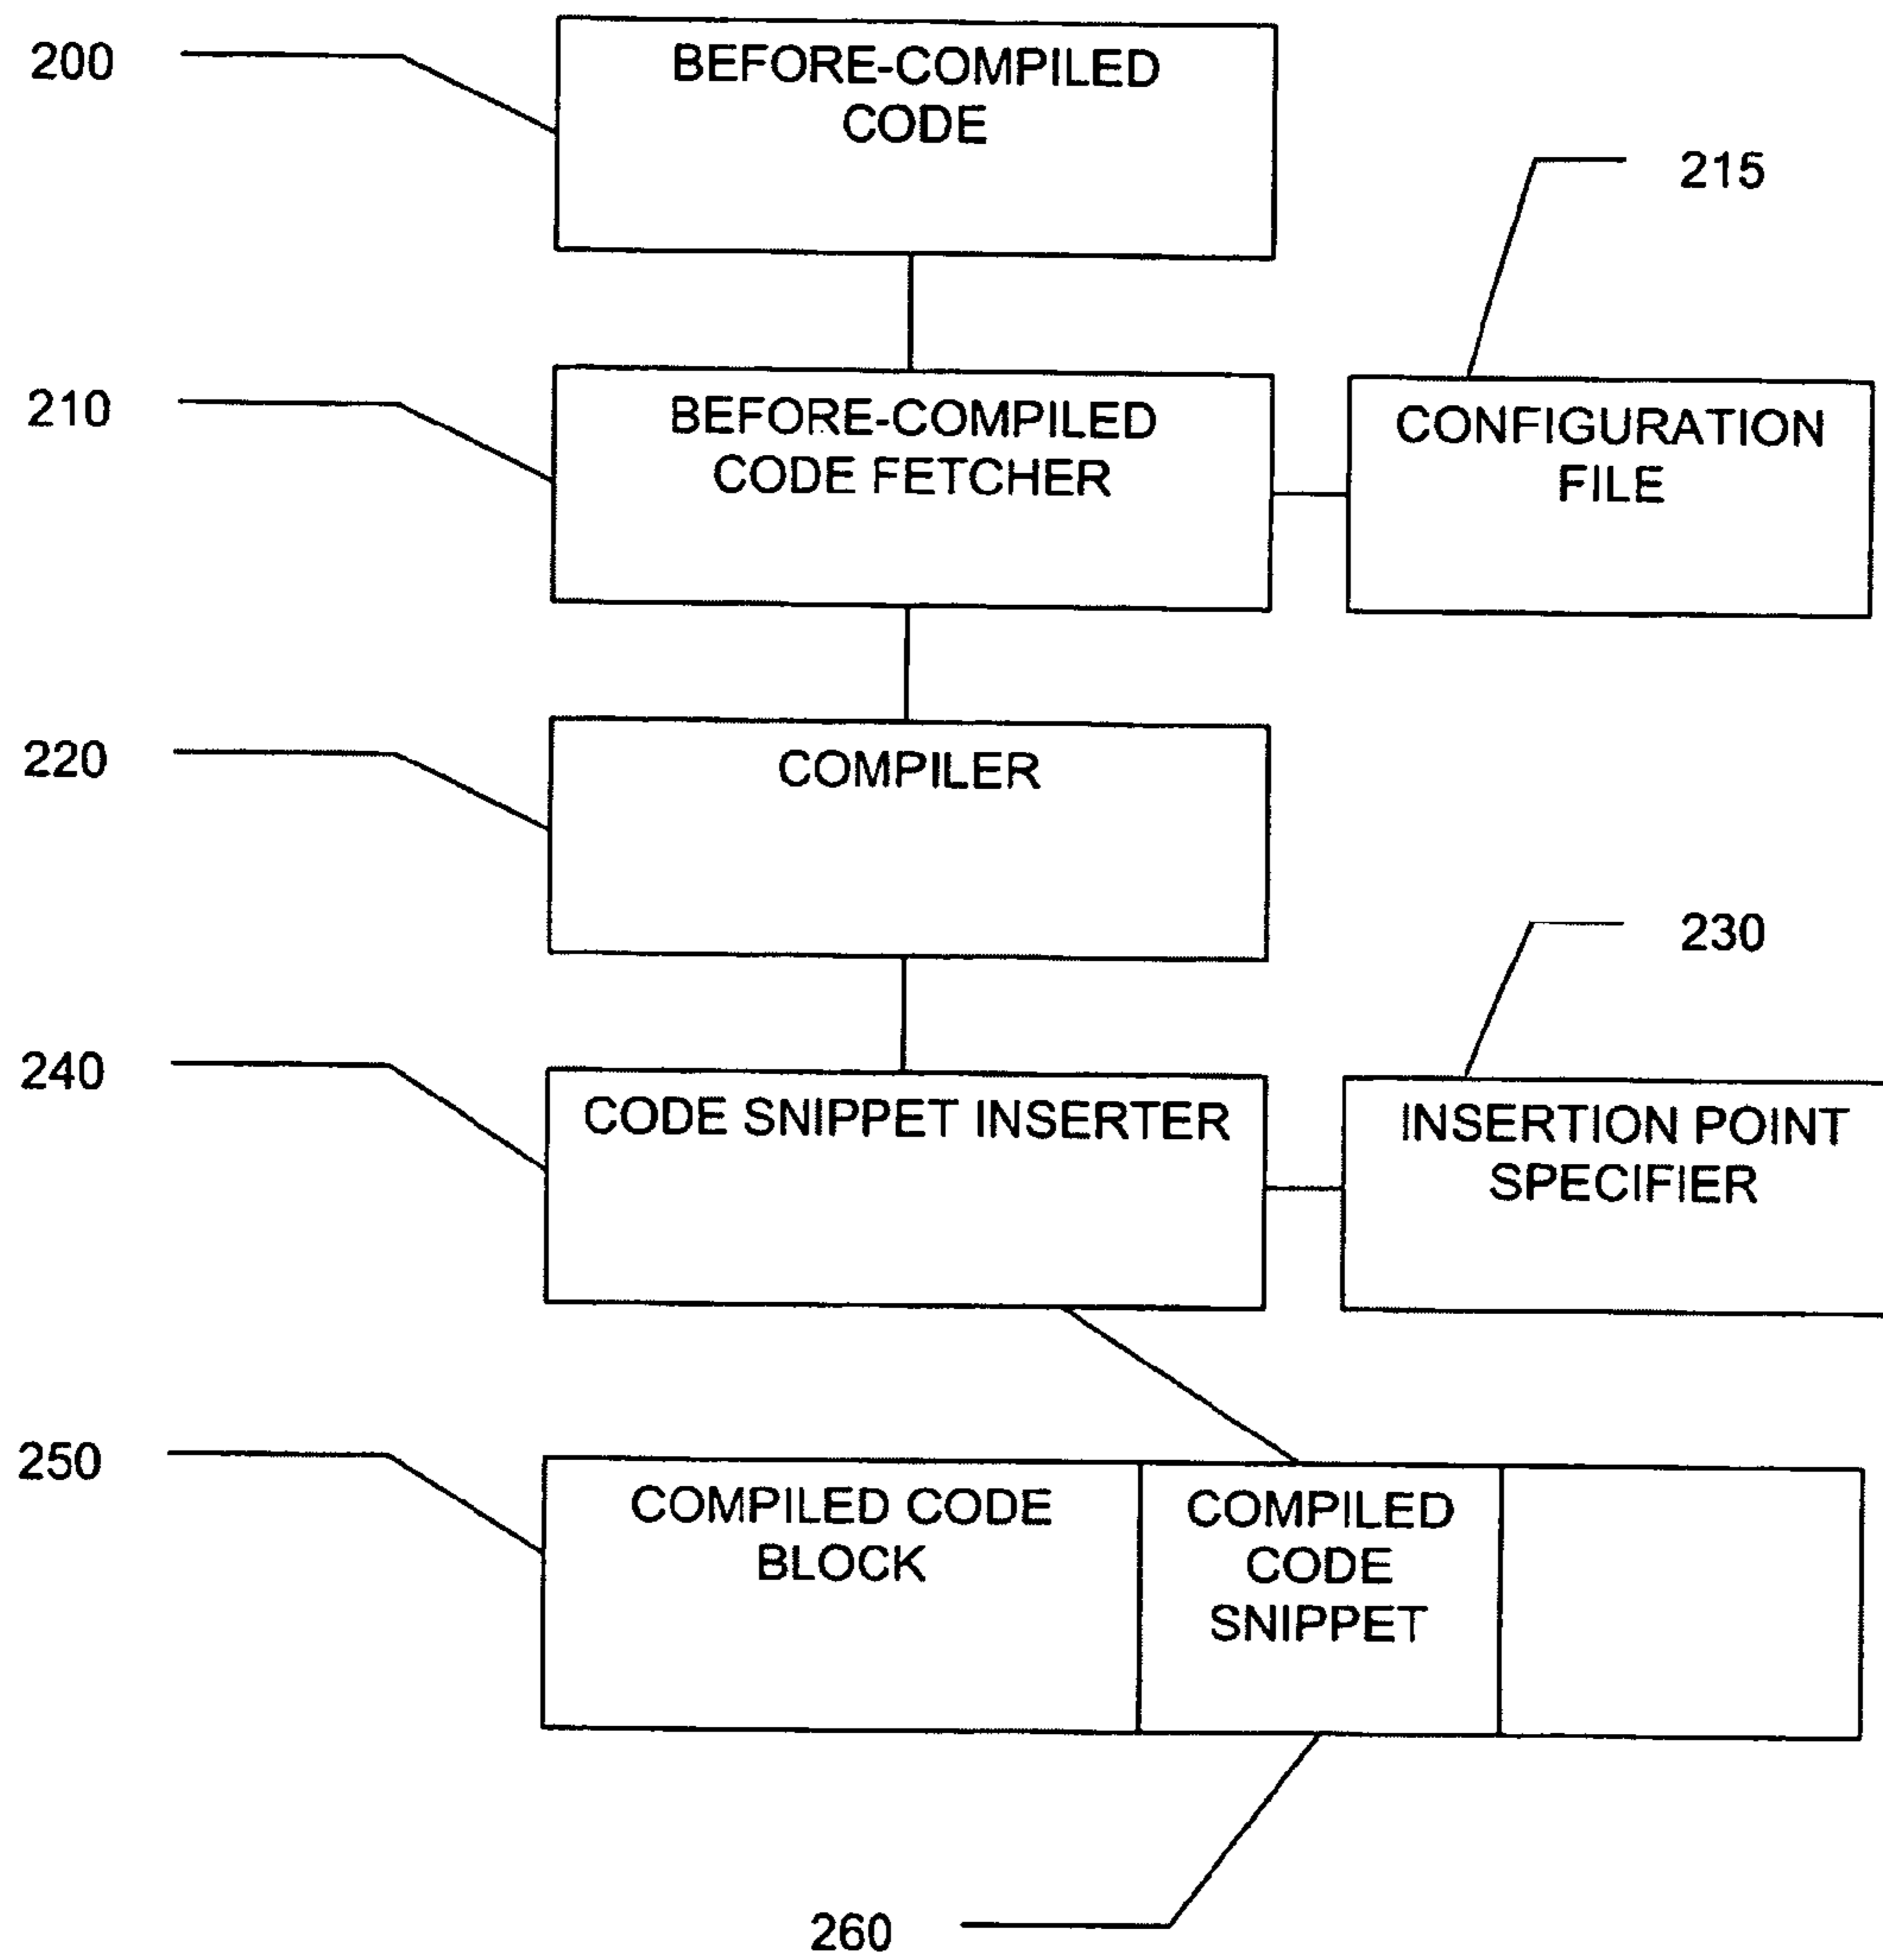 200
BEFORE-COMPILED
CODE
215
210
BEFORE-COMPILED
CODE FETCHER
CONFIGURATION
FILE
220
COMPILER
230
240
CODE SNIPPET INSERTER
INSERTION POINT
SPECIFIER
250
COMPILED CODE
BLOCK
COMPILED
CODE
SNIPPET
260